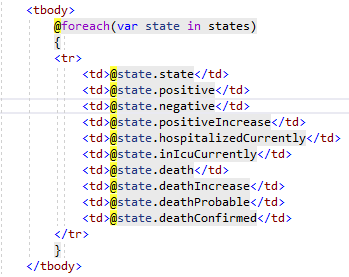 <tbody>
@foreach(var state in states)
{
<tr>
<td>@state.state</td>
<td>@state.positive</td>
<td>@state.negative</td>
<td>@state.positiveIncrease</td>
<td>@state.hospitalizedCurrently</td>
<td>@state.inIcuCurrently</td>
<td>@state.death</td>
<td>@state.deathIncrease</td>
<td>@state.deathProbable</td>
<td>@state.deathConfirmed</td>
</tr>
}
</tbody>